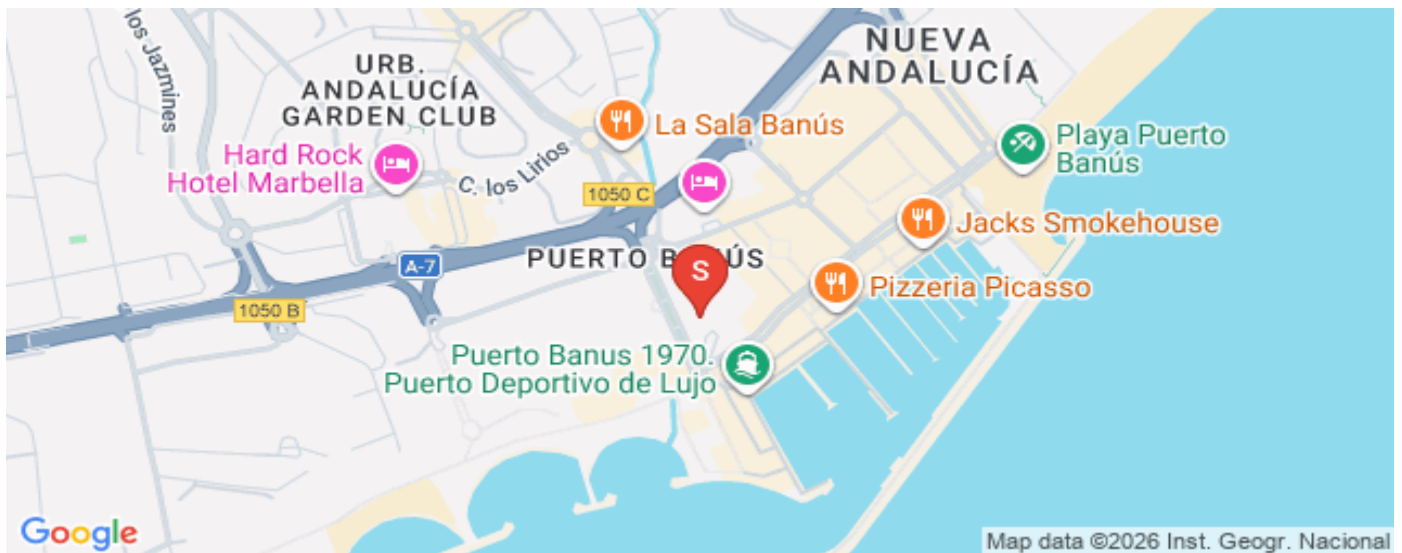 los Jazmines
URB.
ANDALUCÍA
GARDEN CLUB
NUEVA
ANDALUCÍA
La Sala Banús
Playa Puerto
Banús
Hard Rock
Hotel Marbella
C. los Lirios
1050 C
Jacks Smokehouse
PUERTO B
ÚS
S
A-7
Pizzeria Picasso
1050 B
Puerto Banus 1970.
Puerto Deportivo de Lujo
Google
Map data ©2026 Inst. Geogr. Nacional